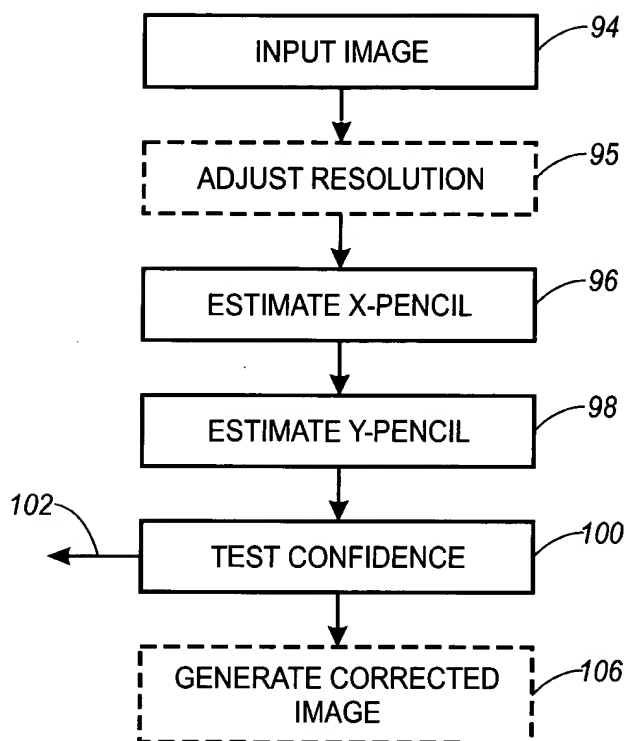 INPUT IMAGE
94
ADJUST RESOLUTION
95
ESTIMATE X-PENCIL
96
ESTIMATE Y-PENCIL
98
102
TEST CONFIDENCE
100
GENERATE CORRECTED
IMAGE
106